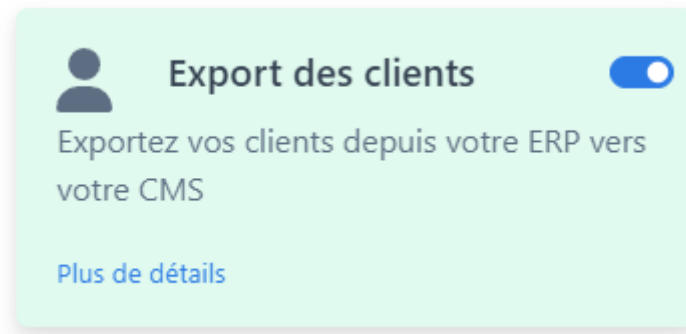 Export des clients
Exportez vos clients depuis votre ERP vers
votre CMS
Plus de détails